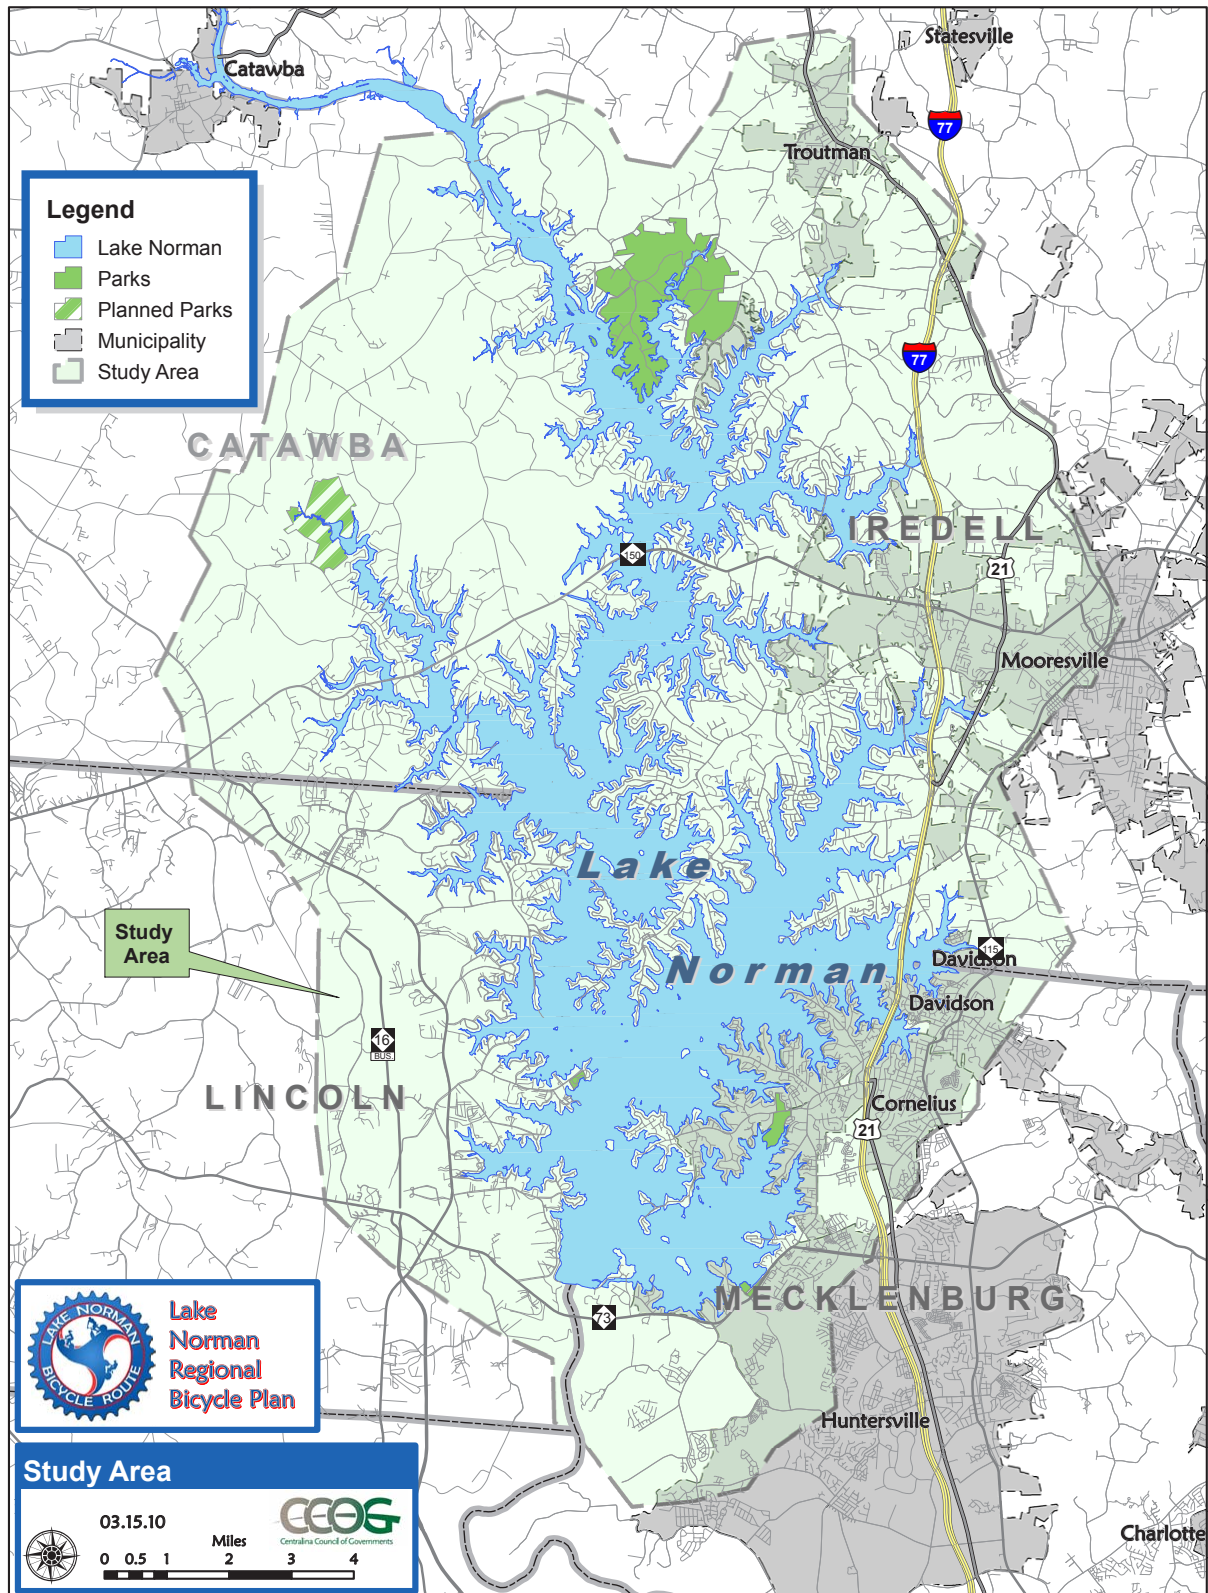 Statesville
Catawba
77
Troutman
Legend
Lake Norman
Parks
Planned Parks
Municipality
Study Area
77
CATAWBA
IREDELL
150
21
Mooresville
Lake
Study
Area
Norman
115
Davidson
Davidson
16
BUS.
LINCOLN
Cornelius
21
MECKLENBURG
73
LAKE NORMAN
BICYCLE ROUTE
Lake
Norman
Regional
Bicycle Plan
Huntersville
Study Area
03.15.10
CCOG
Centralina Council of Governments
Miles
0 0.5 1 2 3 4
Charlotte